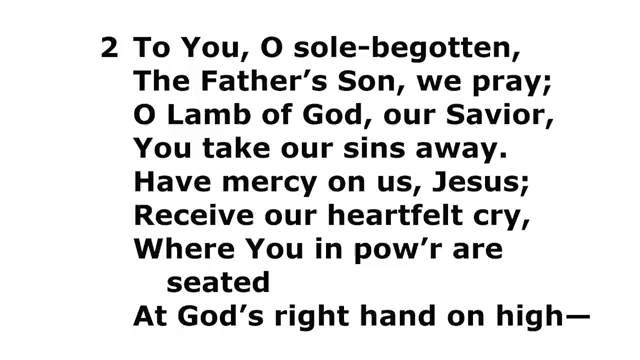 2 To You, O sole-begotten,
The Father’s Son, we pray;
O Lamb of God, our Savior,
You take our sins away.
Have mercy on us, Jesus;
Receive our heartfelt cry,
Where You in pow’r are
seated
At God’s right hand on high—